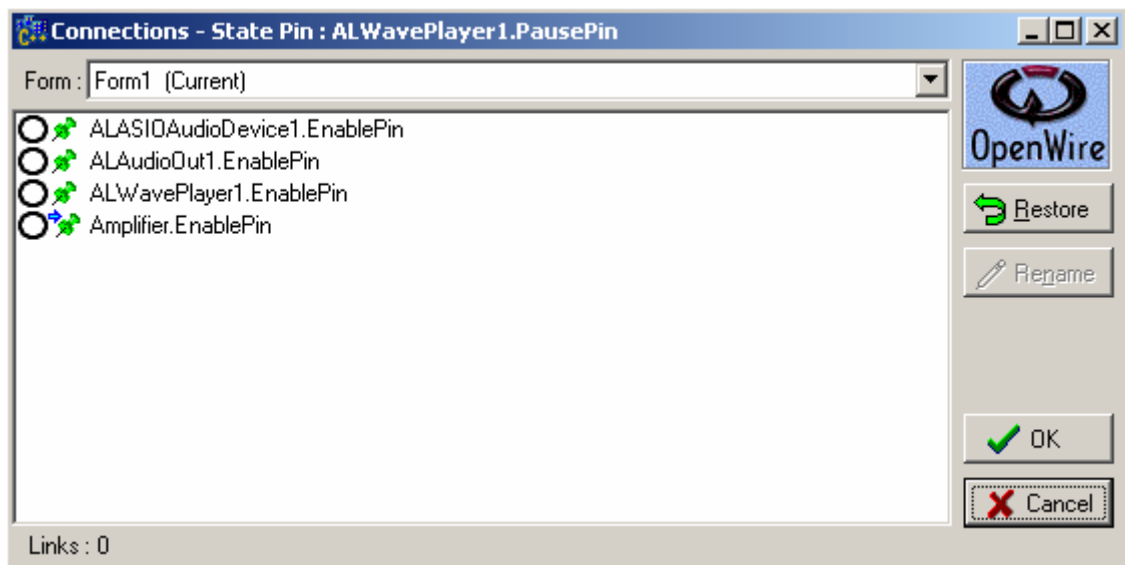 Connections - State Pin : ALWavePlayer1.PausePin
Form : Form1 (Current)
OpenWire
ALASIOAudioDevice1.EnablePin
ALAudioOut1.EnablePin
ALWavePlayer1.EnablePin
Amplifier.EnablePin
Restore
Rename
OK
Cancel
Links : 0